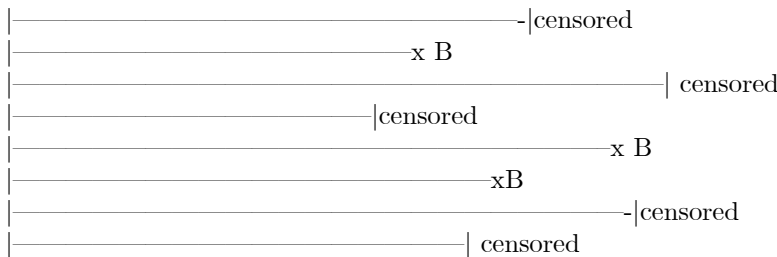 |-|censored
|x B
|| censored
||censored
|x B
|xB
|-|censored
|| censored